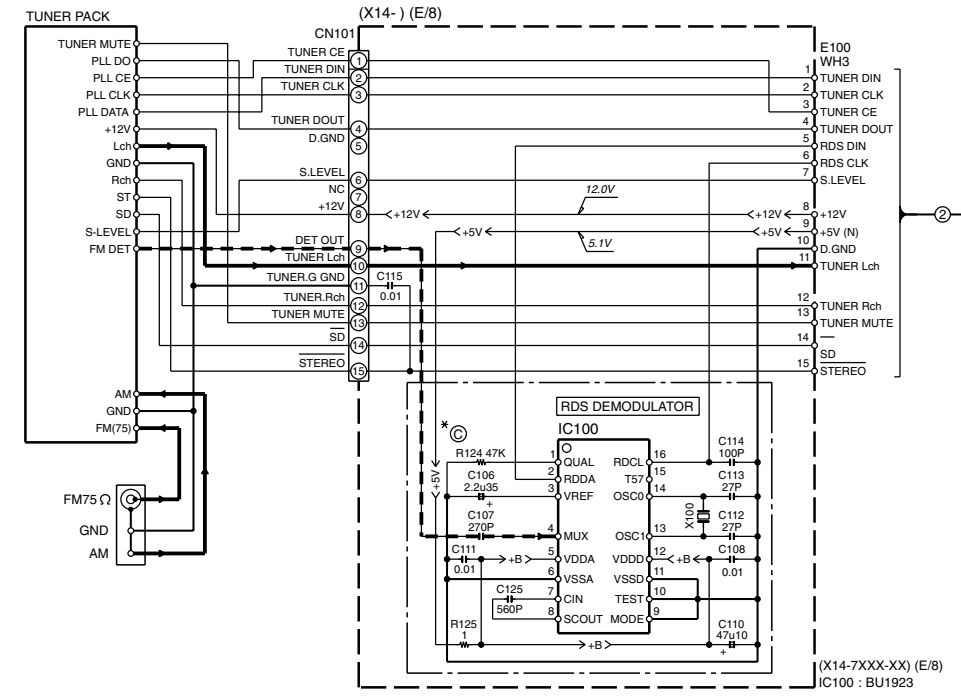 TUNER PACK
(X14- ) (E/8)
CN101
E100
WH3
TUNER MUTE
PLL DO
PLL CE
PLL CLK
PLL DATA
+12V
Lch
GND
Rch
ST
SD
S-LEVEL
FM DET
AM
GND
FM(75)
FM75 Ω
GND
AM
TUNER CE
1
TUNER DIN
2
TUNER CLK
3
TUNER DOUT
4
D.GND
5
S.LEVEL
6
NC
7
+12V
8
DET OUT
9
TUNER Lch
10
TUNER.G GND
11
TUNER.Rch
12
TUNER MUTE
13
SD
14
STEREO
15
C115
0.01
12.0V
+12V
+12V
+5V
+5V
5.1V
1
TUNER DIN
2
TUNER CLK
3
TUNER CE
4
TUNER DOUT
5
RDS DIN
6
RDS CLK
7
S.LEVEL
8
+12V
9
+5V (N)
10
D.GND
11
TUNER Lch
12
TUNER Rch
13
TUNER MUTE
14
SD
15
STEREO
2
RDS DEMODULATOR
IC100
* C
+5V
R124 47K
C106
2.2u35
+
C107
270P
C111
0.01
+B
C125
560P
R125
1
+B
1
QUAL
2
RDDA
3
VREF
4
MUX
5
VDDA
6
VSSA
7
CIN
8
SCOUT
16
RDCL
15
T57
14
OSC0
13
OSC1
12
VDDD
11
VSSD
10
TEST
9
MODE
C114
100P
C113
27P
X100
C112
27P
+B
C108
0.01
C110
47u10
+
(X14-7XXX-XX) (E/8)
IC100 : BU1923